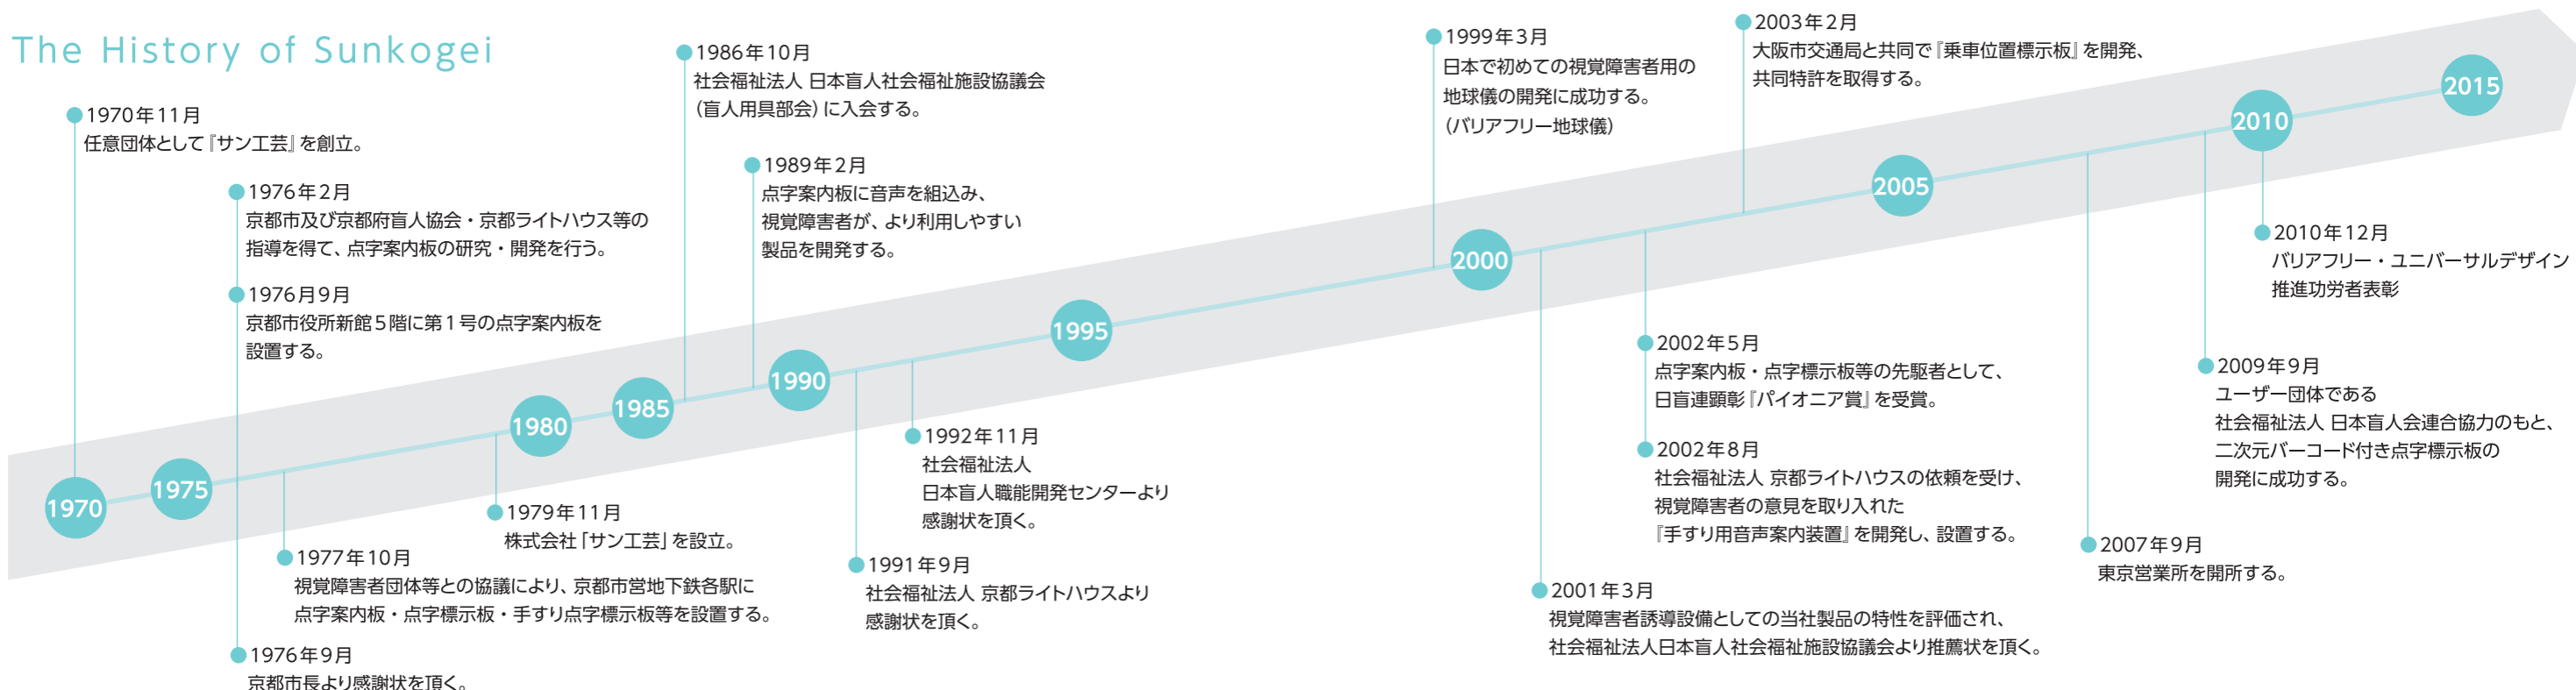 The History of Sunkogei
1970年11月
任意団体として『サン工芸』を創立。
1976年2月
京都市及び京都府盲人協会・京都ライトハウス等の
指導を得て、点字案内板の研究・開発を行う。
1976月9月
京都市役所新館5階に第1号の点字案内板を
設置する。
1986年10月
社会福祉法人 日本盲人社会福祉施設協議会
（盲人用具部会）に入会する。
1989年2月
点字案内板に音声を組込み、
視覚障害者が、より利用しやすい
製品を開発する。
1999年3月
日本で初めての視覚障害者用の
地球儀の開発に成功する。
（バリアフリー地球儀）
2003年2月
大阪市交通局と共同で『乗車位置標示板』を開発、
共同特許を取得する。
1970
1975
1980
1985
1990
1995
2000
2005
2010
2015
1976年9月
京都市長より感謝状を頂く。
1977年10月
視覚障害者団体等との協議により、京都市営地下鉄各駅に
点字案内板・点字標示板・手すり点字標示板等を設置する。
1979年11月
株式会社「サン工芸」を設立。
1991年9月
社会福祉法人 京都ライトハウスより
感謝状を頂く。
1992年11月
社会福祉法人
日本盲人職能開発センターより
感謝状を頂く。
2001年3月
視覚障害者誘導設備としての当社製品の特性を評価され、
社会福祉法人日本盲人社会福祉施設協議会より推薦状を頂く。
2002年5月
点字案内板・点字標示板等の先駆者として、
日盲連顕彰『パイオニア賞』を受賞。
2002年8月
社会福祉法人 京都ライトハウスの依頼を受け、
視覚障害者の意見を取り入れた
『手すり用音声案内装置』を開発し、設置する。
2007年9月
東京営業所を開所する。
2009年9月
ユーザー団体である
社会福祉法人 日本盲人会連合協力のもと、
二次元バーコード付き点字標示板の
開発に成功する。
2010年12月
バリアフリー・ユニバーサルデザイン
推進功労者表彰